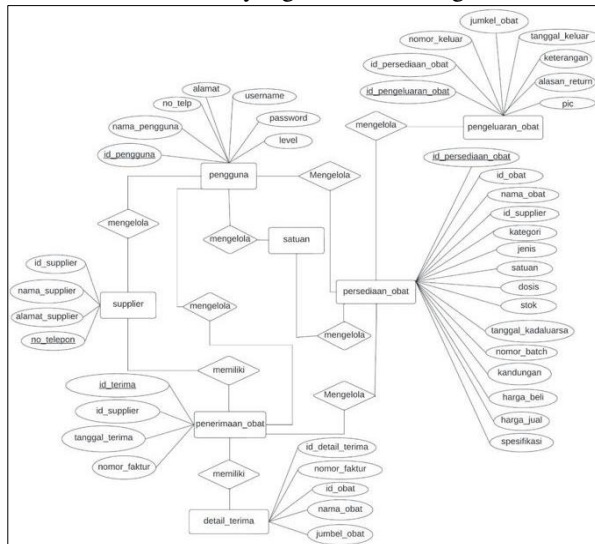 jumkel_obat
nomor_keluar
tanggal_keluar
keterangan
id_persediaan_obat
alasan_return
id_pengeluaran_obat
pic
mengelola
pengeluaran_obat
alamat
no_telp
username
nama_pengguna
password
level
id_pengguna
pengguna
Mengelola
mengelola
mengelola
satuan
id_persediaan_obat
id_obat
nama_obat
id_supplier
kategori
jenis
satuan
dosis
stok
tanggal_kadaluarsa
nomor_batch
kandungan
harga_beli
harga_jual
spesifikasi
persediaan_obat
id_supplier
nama_supplier
alamat_supplier
no_telepon
supplier
mengelola
mengelola
memiliki
Mengelola
id_terima
id_supplier
tanggal_terima
nomor_faktur
penerimaan_obat
memiliki
detail_terima
id_detail_terima
nomor_faktur
id_obat
nama_obat
jumbel_obat